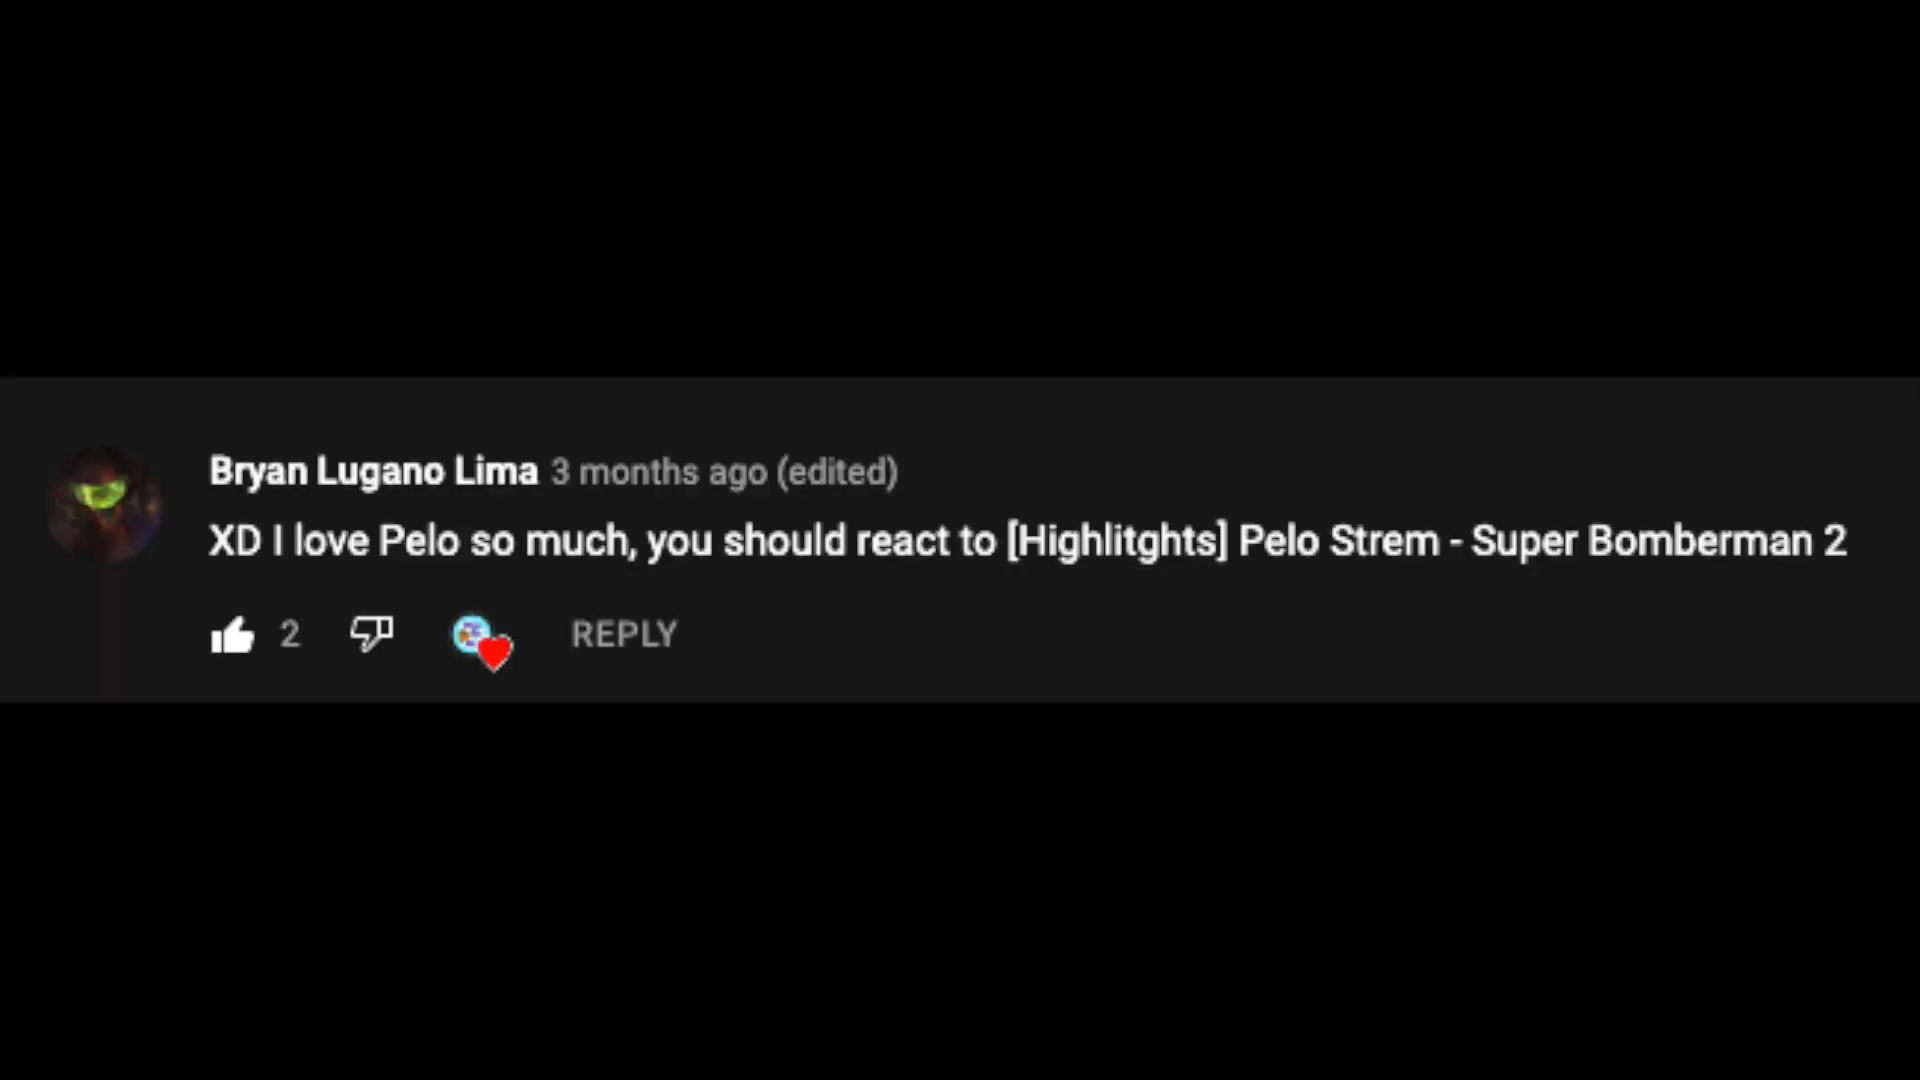 Bryan Lugano Lima 3 months ago (edited)
XD I love Pelo so much, you should react to [Highlitghts] Pelo Strem - Super Bomberman 2
2 REPLY